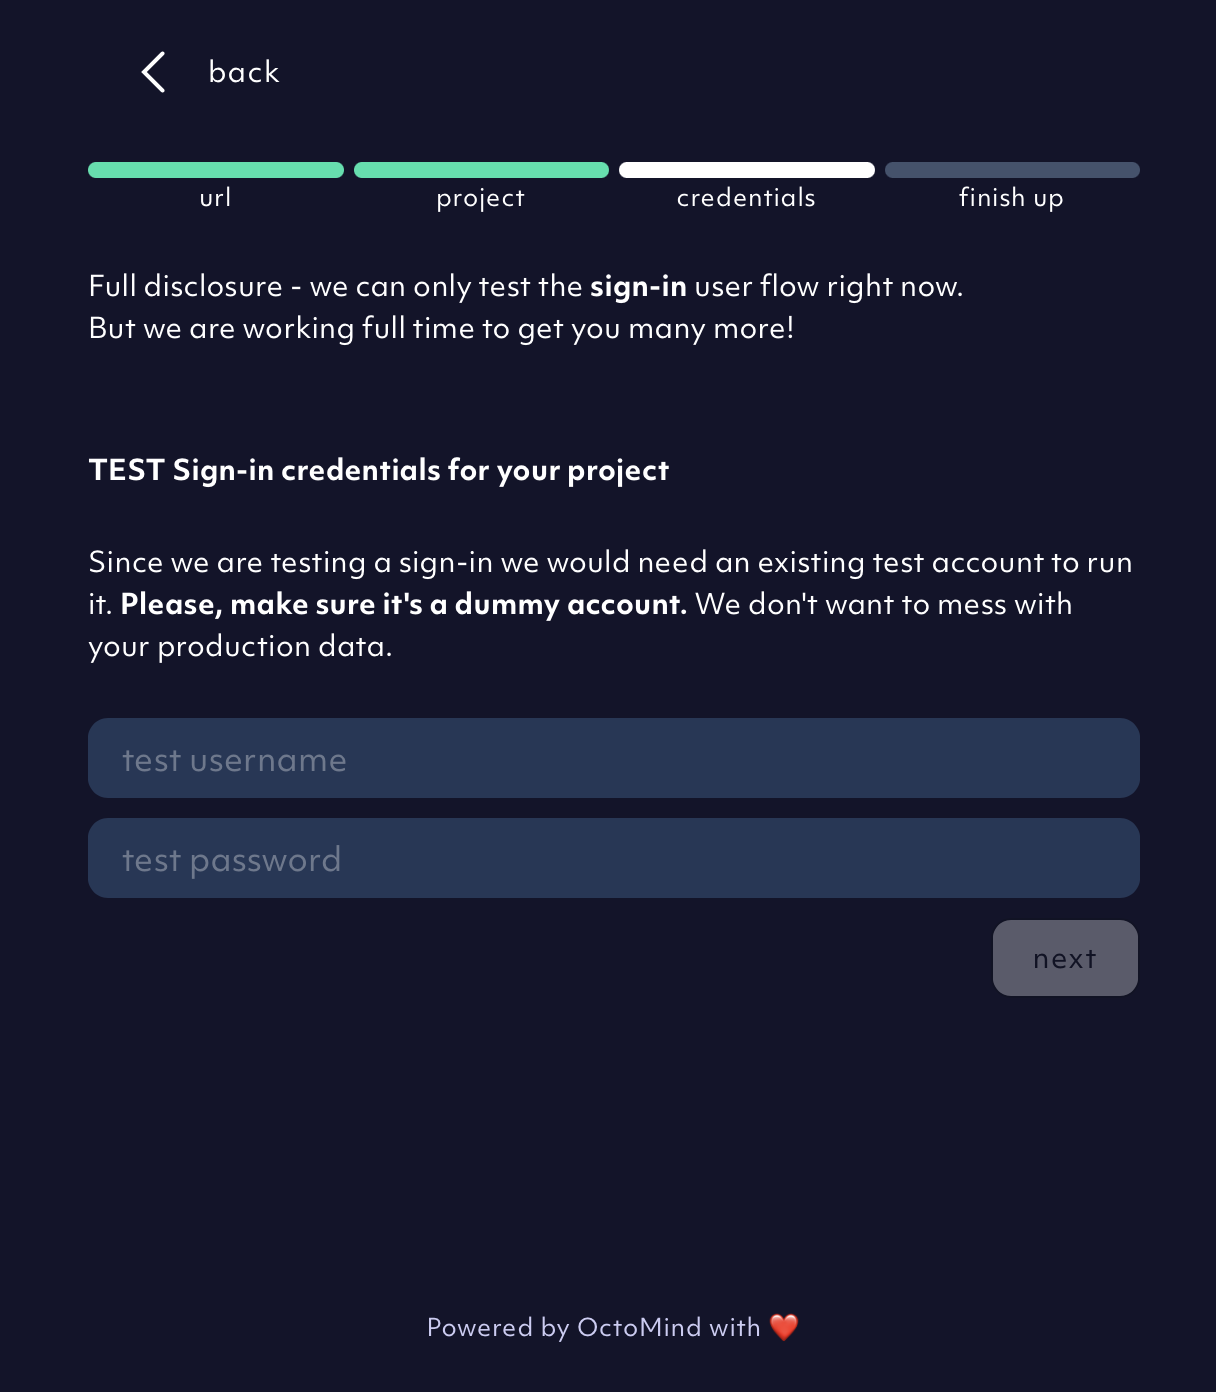 back
url
project
credentials
finish up
Full disclosure - we can only test the sign-in user flow right now.
But we are working full time to get you many more!
TEST Sign-in credentials for your project
Since we are testing a sign-in we would need an existing test account to run
it. Please, make sure it's a dummy account. We don't want to mess with
your production data.
test username
test password
next
Powered by OctoMind with ❤️